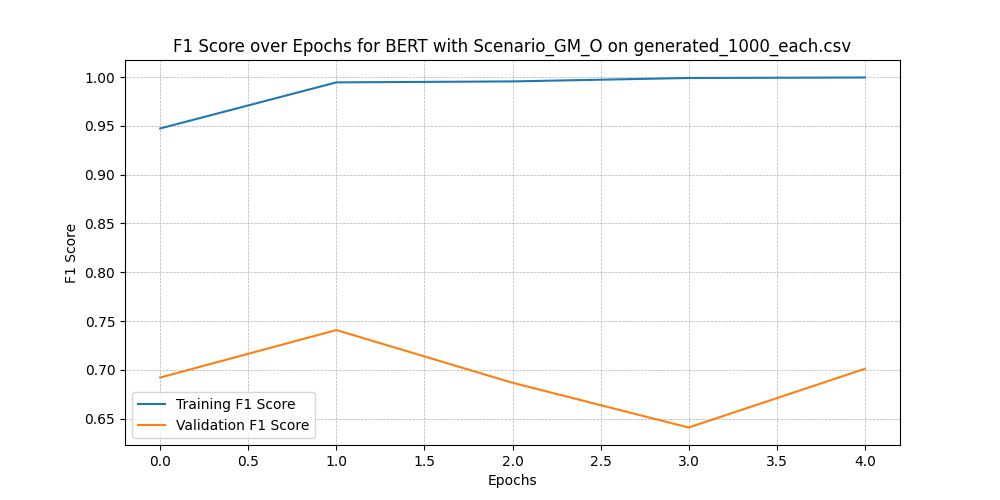 F1 Score over Epochs for BERT with Scenario_GM_O on generated_1000_each.csv
F1 Score
1.00
0.95
0.90
0.85
0.80
0.75
0.70
0.65
Training F1 Score
Validation F1 Score
0.0 0.5 1.0 1.5 2.0 2.5 3.0 3.5 4.0
Epochs